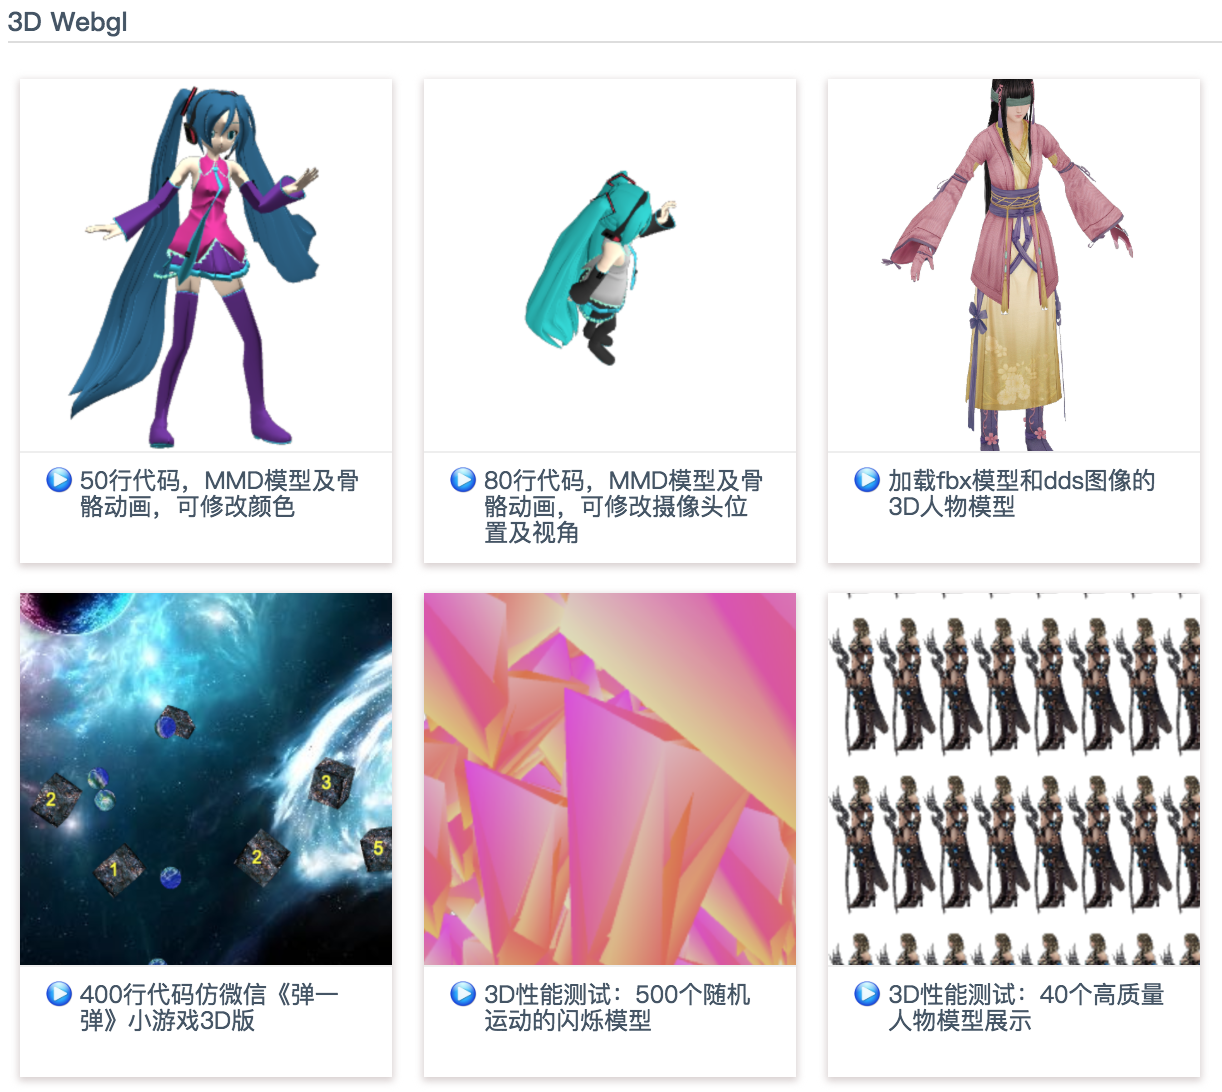 3D Webgl
50行代码，MMD模型及骨
骼动画，可修改颜色
80行代码，MMD模型及骨
骼动画，可修改摄像头位
置及视角
加载fbx模型和dds图像的
3D人物模型
2
1
2
3
5
400行代码仿微信《弹一
弹》小游戏3D版
3D性能测试：500个随机
运动的闪烁模型
3D性能测试：40个高质量
人物模型展示